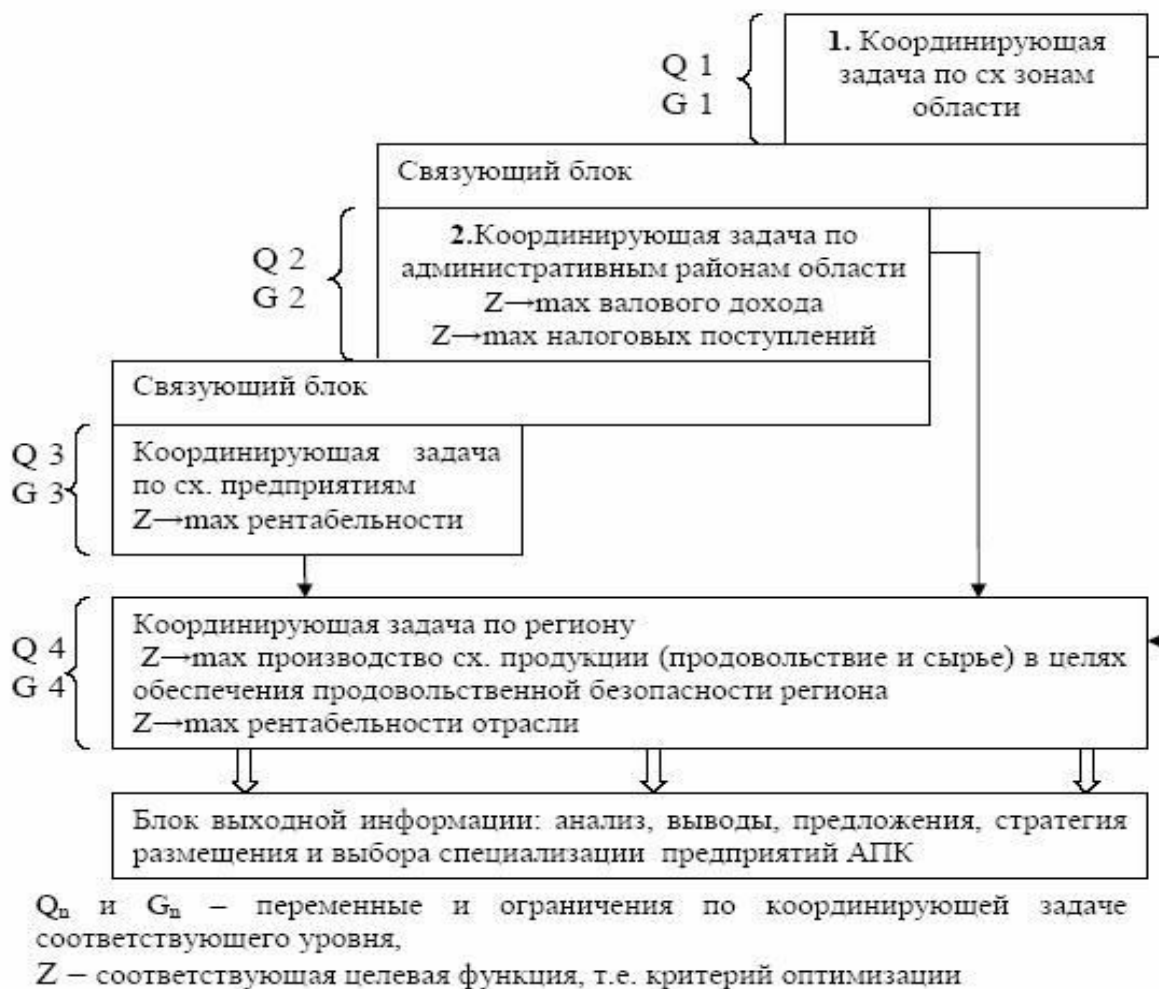 Q 1
G 1
1. Координирующая
задача по сх зонам
области
Связующий блок
Q 2
G 2
2.Координирующая задача по
административным районам области
Z→max валового дохода
Z→max налоговых поступлений
Связующий блок
Q 3
G 3
Координирующая задача
по сх. предприятиям
Z→max рентабельности
Q 4
G 4
Координирующая задача по региону
Z→max производство сх. продукции (продовольствие и сырье) в целях
обеспечения продовольственной безопасности региона
Z→max рентабельности отрасли
Блок выходной информации: анализ, выводы, предложения, стратегия
размещения и выбора специализации предприятий АПК
Qn и Gn – переменные и ограничения по координирующей задаче
соответствующего уровня,
Z – соответствующая целевая функция, т.е. критерий оптимизации